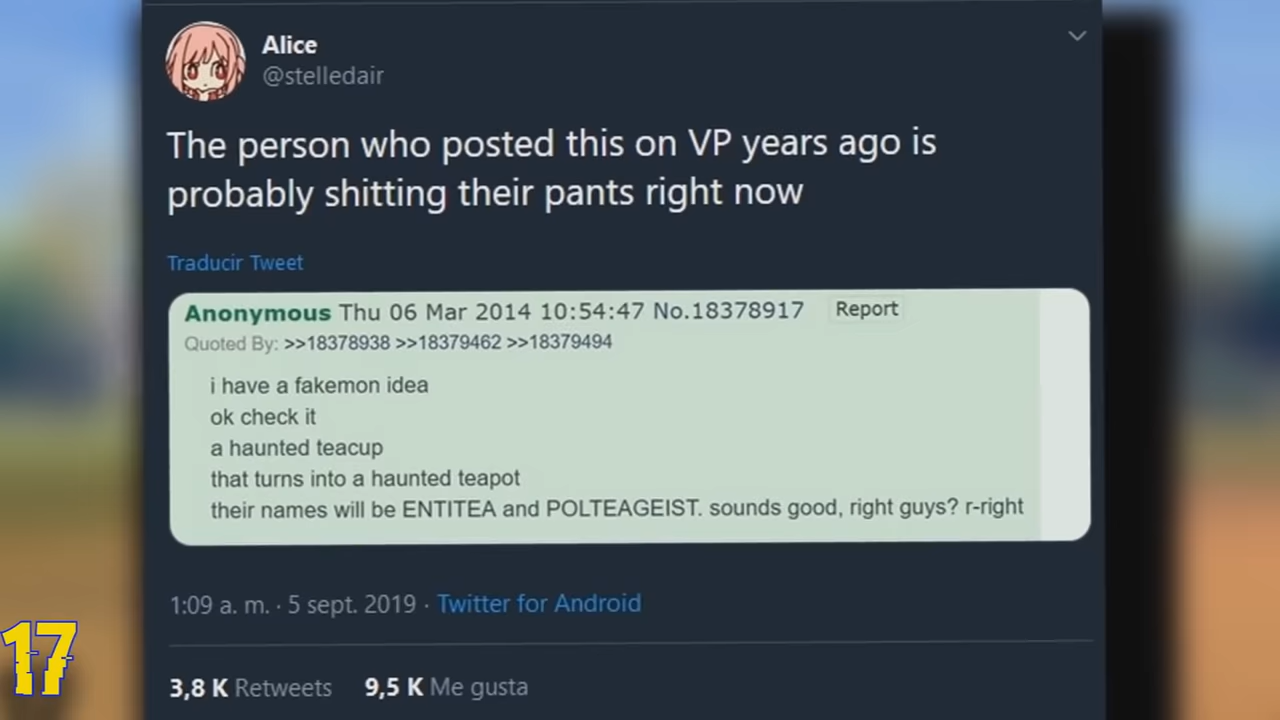 Alice
@stelledair
The person who posted this on VP years ago is
probably shitting their pants right now
Traducir Tweet
Anonymous Thu 06 Mar 2014 10:54:47 No.18378917 Report
Quoted By: >>18378938 >>18379462 >>18379494
i have a fakemon idea
ok check it
a haunted teacup
that turns into a haunted teapot
their names will be ENTITEA and POLTEAGEIST. sounds good, right guys? r-right
1:09 a. m. · 5 sept. 2019 · Twitter for Android
17
3,8 K Retweets 9,5 K Me gusta